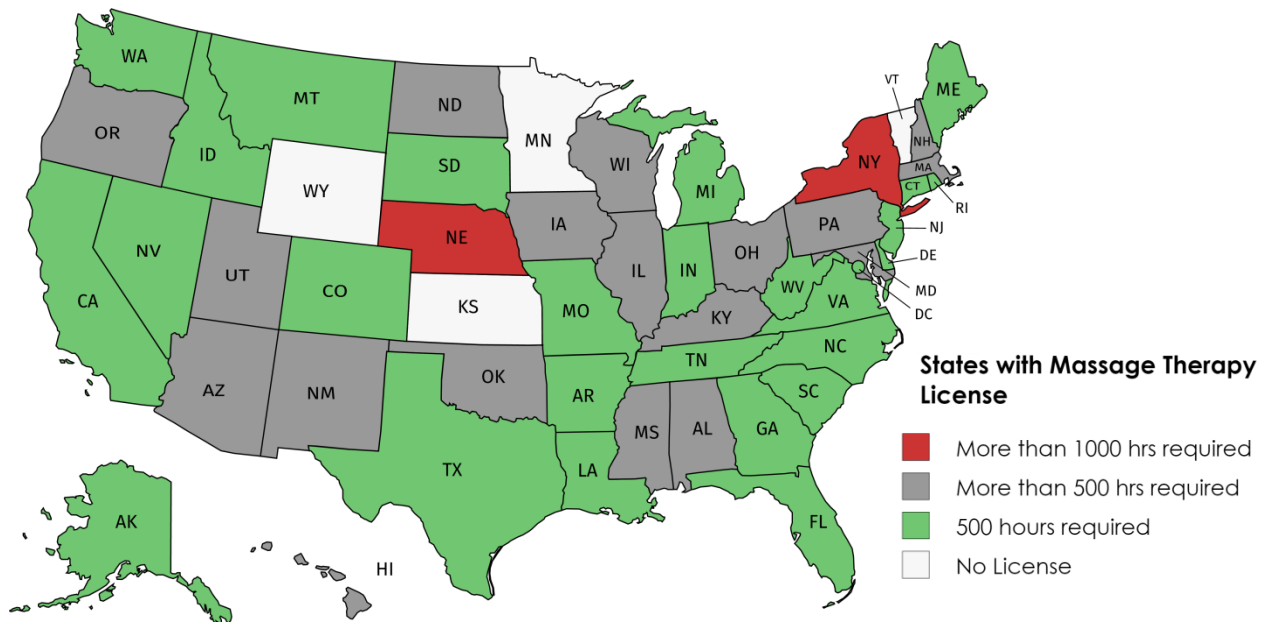 WA
MT
ND
MN
VT
ME
OR
ID
SD
WI
NY
NH
MA
WY
MI
CT
RI
NE
IA
PA
NJ
NV
UT
CO
IL
IN
OH
DE
CA
KS
MO
KY
WV
VA
MD
DC
TN
NC
AZ
NM
OK
AR
SC
MS
AL
GA
TX
LA
FL
AK
HI
States with Massage Therapy
License
More than 1000 hrs required
More than 500 hrs required
500 hours required
No License